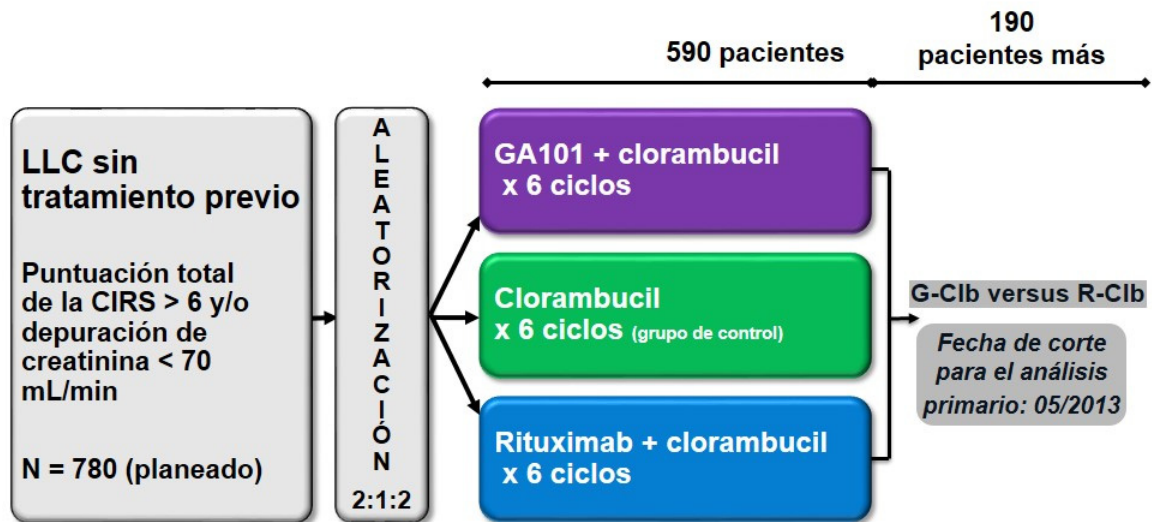 590 pacientes
190
pacientes más
LLC sin
tratamiento previo
Puntuación total
de la CIRS > 6 y/o
depuración de
creatinina < 70
mL/min
N = 780 (planeado)
ALEATORIZACIÓN
2:1:2
GA101 + clorambucil
x 6 ciclos
Clorambucil
x 6 ciclos (grupo de control)
Rituximab + clorambucil
x 6 ciclos
G-Clb versus R-Clb
Fecha de corte
para el análisis
primario: 05/2013